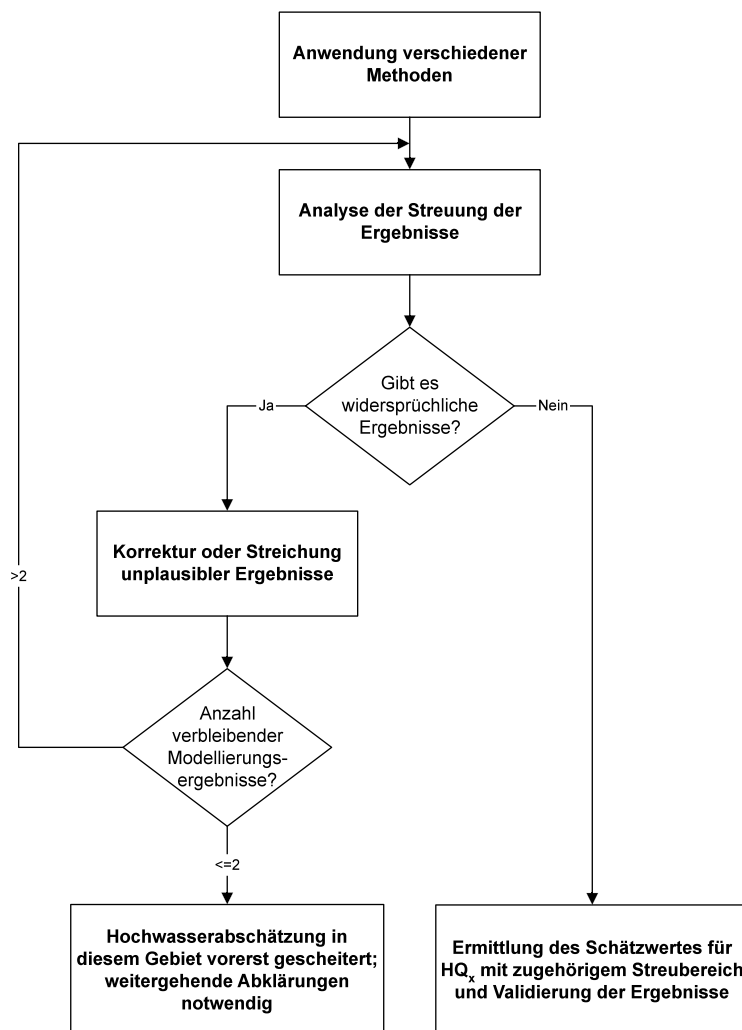 Anwendung verschiedener
Methoden
Analyse der Streuung der
Ergebnisse
Gibt es
widersprüchliche
Ergebnisse?
Ja
Nein
Korrektur oder Streichung
unplausibler Ergebnisse
>2
Anzahl
verbleibender
Modellierungs-
ergebnisse?
<=2
Hochwasserabschätzung in
diesem Gebiet vorerst gescheitert;
weitergehende Abklärungen
notwendig
Ermittlung des Schätzwertes für
HQx mit zugehörigem Streubereich
und Validierung der Ergebnisse